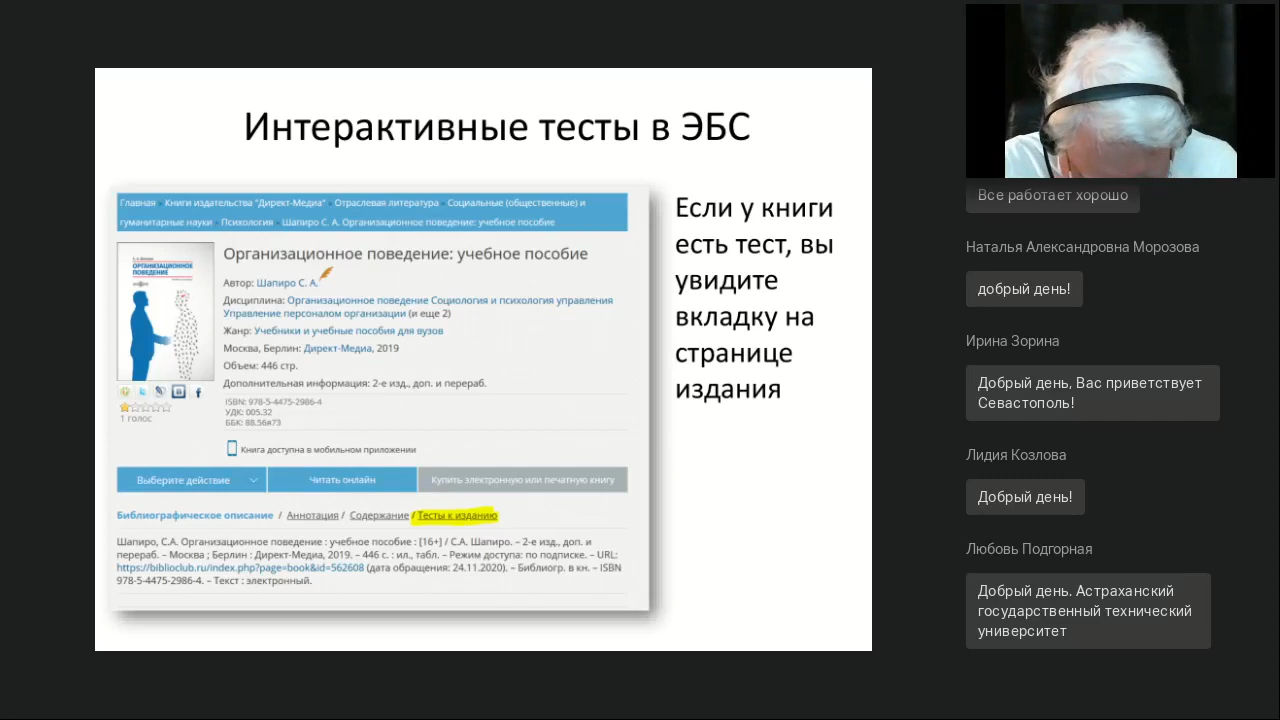 Интерактивные тесты в ЭБС
Главная Книги издательства "Директ-Медиа" Отраслевая литература Социальные (общественные) и
гуманитарные науки Психология Шапиро С. А. Организационное поведение: учебное пособие
ОРГАНИЗАЦИОННОЕ
ПОВЕДЕНИЕ
1 голос
Организационное поведение: учебное пособие
Автор: Шапиро С. А.
Дисциплина: Организационное поведение Социология и психология управления
Управление персоналом организации (и еще 2)
Жанр: Учебники и учебные пособия для вузов
Москва, Берлин: Директ-Медиа, 2019
Объем: 446 стр.
Дополнительная информация: 2-е изд., доп. и перераб.
ISBN: 978-5-4475-2986-4
УДК: 005.32
ББК: 88.56я73
Книга доступна в мобильном приложении
Выберите действие
Читать онлайн
Купить электронную или печатную книгу
Библиографическое описание / Аннотация / Содержание / Тесты к изданию
Шапиро, С.А. Организационное поведение : учебное пособие : [16+] / С.А. Шапиро. – 2-е изд., доп. и
перераб. – Москва ; Берлин : Директ-Медиа, 2019. – 446 с. : ил., табл. – Режим доступа: по подписке. – URL:
https://biblioclub.ru/index.php?page=book&id=562608 (дата обращения: 24.11.2020). – Библиогр. в кн. – ISBN
978-5-4475-2986-4. – Текст : электронный.
Если у книги
есть тест, вы
увидите
вкладку на
странице
издания
Все работает хорошо
Наталья Александровна Морозова
добрый день!
Ирина Зорина
Добрый день, Вас приветствует
Севастополь!
Лидия Козлова
Добрый день!
Любовь Подгорная
Добрый день. Астраханский
государственный технический
университет